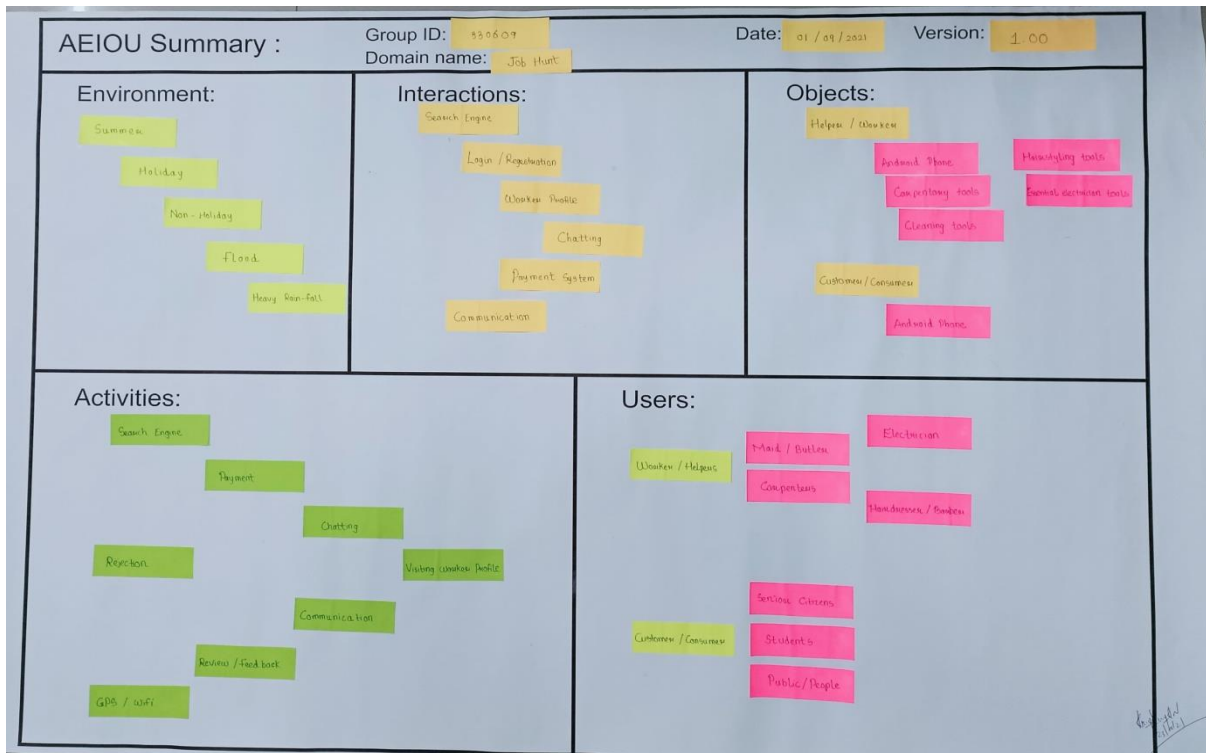 AEIOU Summary :
Group ID: 330609
Domain name: Job Hunt
Date: 01 / 09 / 2021
Version: 1.00
Environment:
Summer
Holiday
Non-Holiday
Flood
Heavy Rain-fall
Interactions:
Search Engine
Login / Registration
Worker Profile
Chatting
Payment System
Communication
Objects:
Helper / Worker
Android Phone
Carpentary tools
Cleaning tools
Hairstyling tools
Essential electrician tools
Customer/Consumer
Android Phone
Activities:
Search Engine
Payment
Chatting
Rejection
Visiting Worker Profile
Communication
Review / Feed back
GPS / WiFi
Users:
Worker / Helpers
Maid / Butler
Carpenters
Electrician
Hairdresser / Barber
Customer / Consumer
Senior Citizens
Students
Public / People